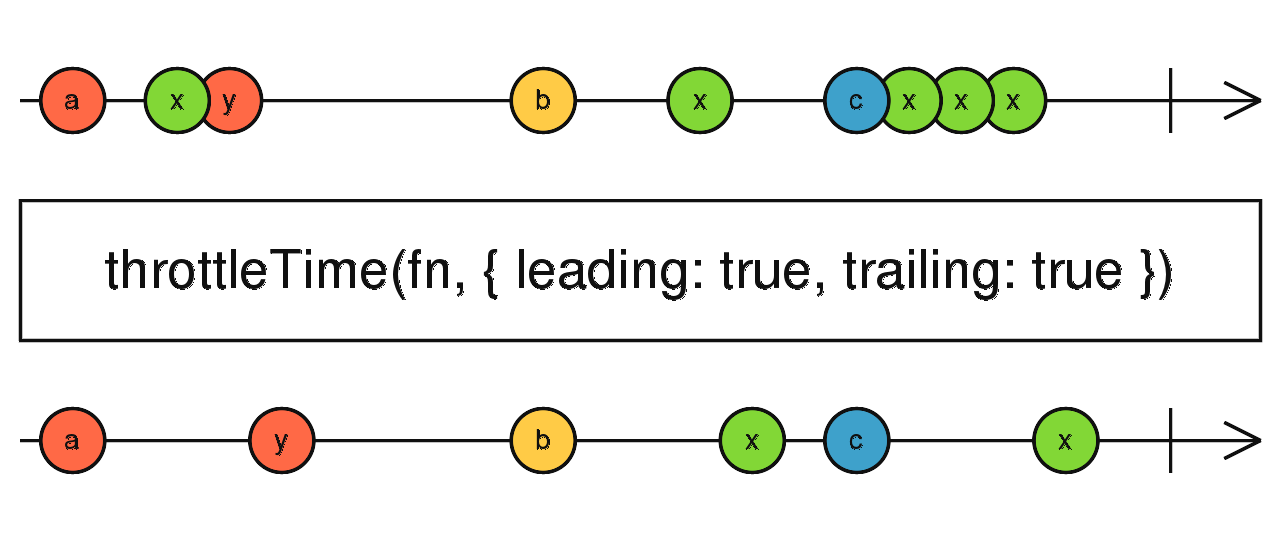 a x y b x c x x x
throttleTime(fn, { leading: true, trailing: true })
a y b x c x